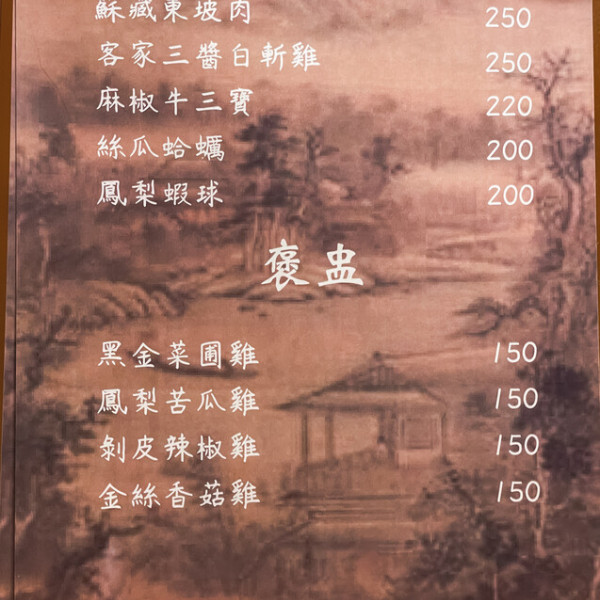 穌藏東坡肉 250
客家三醬白斬雞 250
麻椒牛三寶 220
絲瓜蛤蠣 200
鳳梨蝦球 200
褒盅
黑金菜圃雞 150
鳳梨苦瓜雞 150
剝皮辣椒雞 150
金絲香菇雞 150